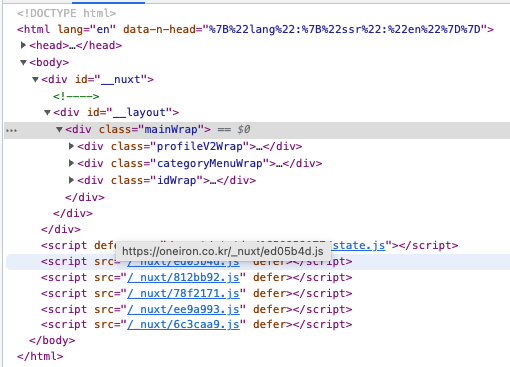 <!DOCTYPE html>
<html lang="en" data-n-head="%7B%22lang%22:%7B%22ssr%22:%22en%22%7D%7D">
<head>…</head>
<body>
<div id="__nuxt">
<!---->
<div id="__layout">
<div class="mainWrap"> == $0
<div class="profileV2Wrap">…</div>
<div class="categoryMenuWrap">…</div>
<div class="idWrap">…</div>
</div>
</div>
</div>
<script defe state.js"></script>
https://oneiron.co.kr/_nuxt/ed05b4d.js
<script src="/_nuxt/ed05b4d.js" defer></script>
<script src="/_nuxt/812bb92.js" defer></script>
<script src="/_nuxt/78f2171.js" defer></script>
<script src="/_nuxt/ee9a993.js" defer></script>
<script src="/_nuxt/6c3caa9.js" defer></script>
</body>
</html>